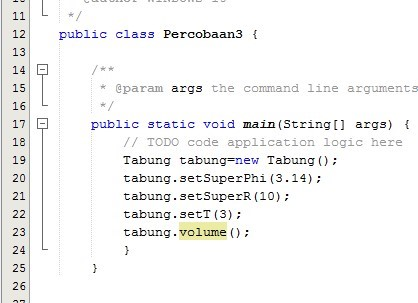 11 */
12 public class Percobaan3 {
13
14 /**
15 * @param args the command line arguments
16 */
17 public static void main(String[] args) {
18 // TODO code application logic here
19 Tabung tabung=new Tabung();
20 tabung.setSuperPhi(3.14);
21 tabung.setSuperR(10);
22 tabung.setT(3);
23 tabung.volume();
24 }
25 }
26